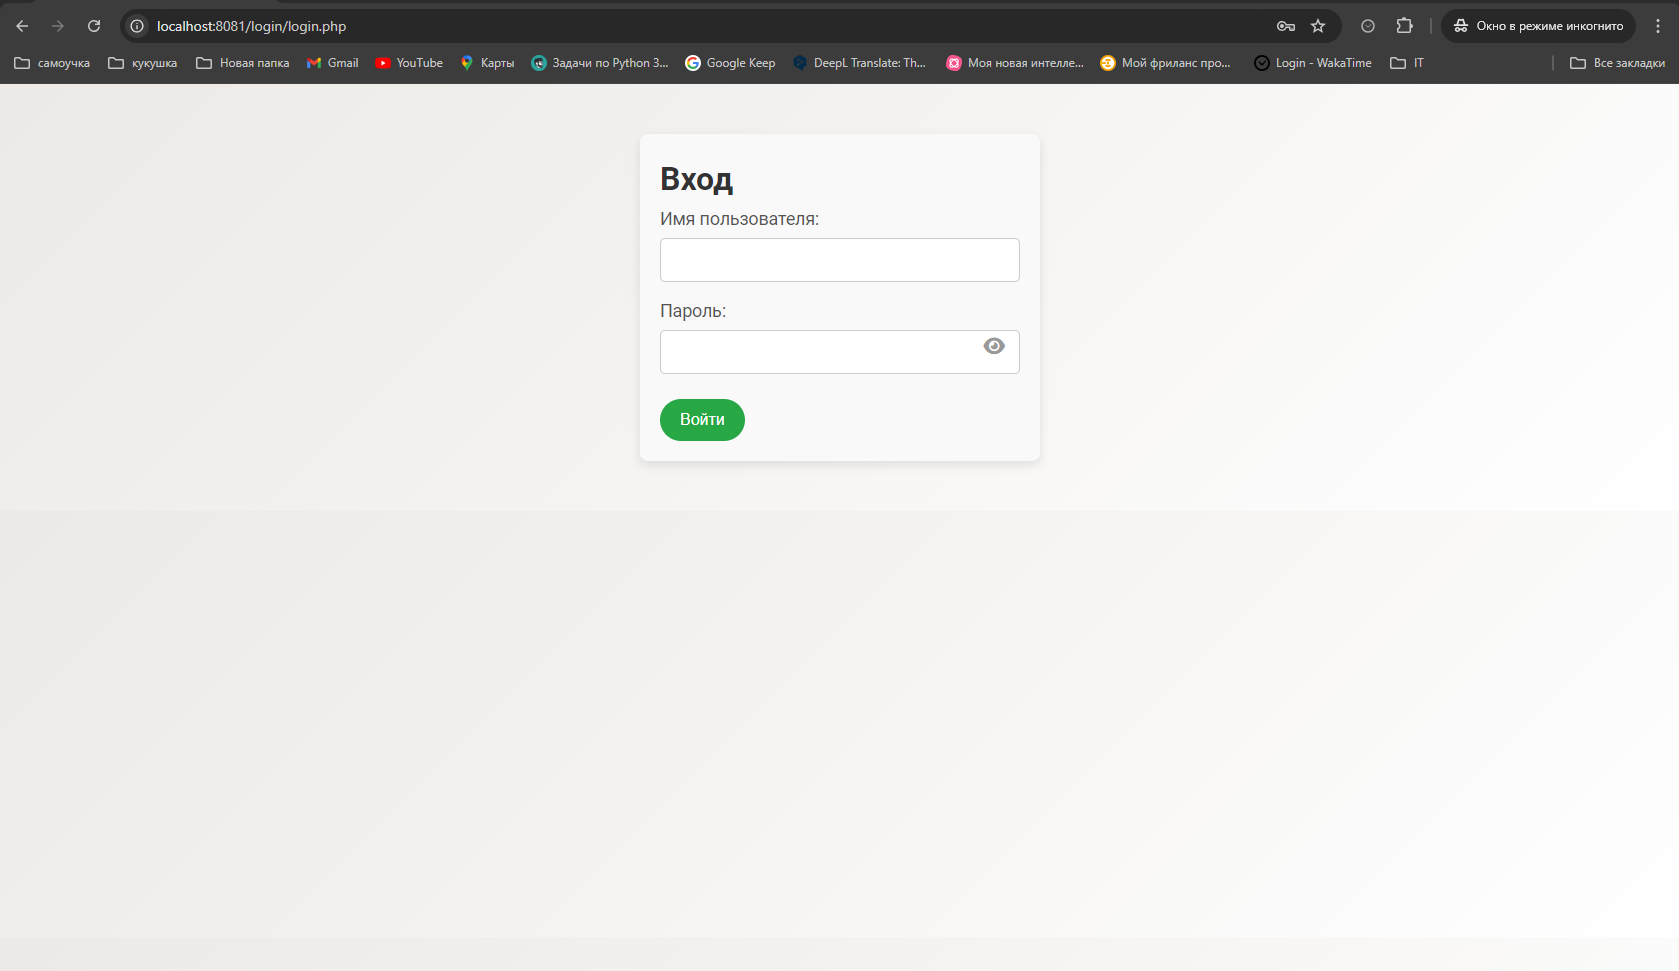 localhost:8081/login/login.php
Окно в режиме инкогнито
самоучка
кукушка
Новая папка
Gmail
YouTube
Карты
Задачи по Python 3...
Google Keep
DeepL Translate: Th...
Моя новая интелле...
Мой фриланс про...
Login - WakaTime
IT
Все закладки
Вход
Имя пользователя:
Пароль:
Войти